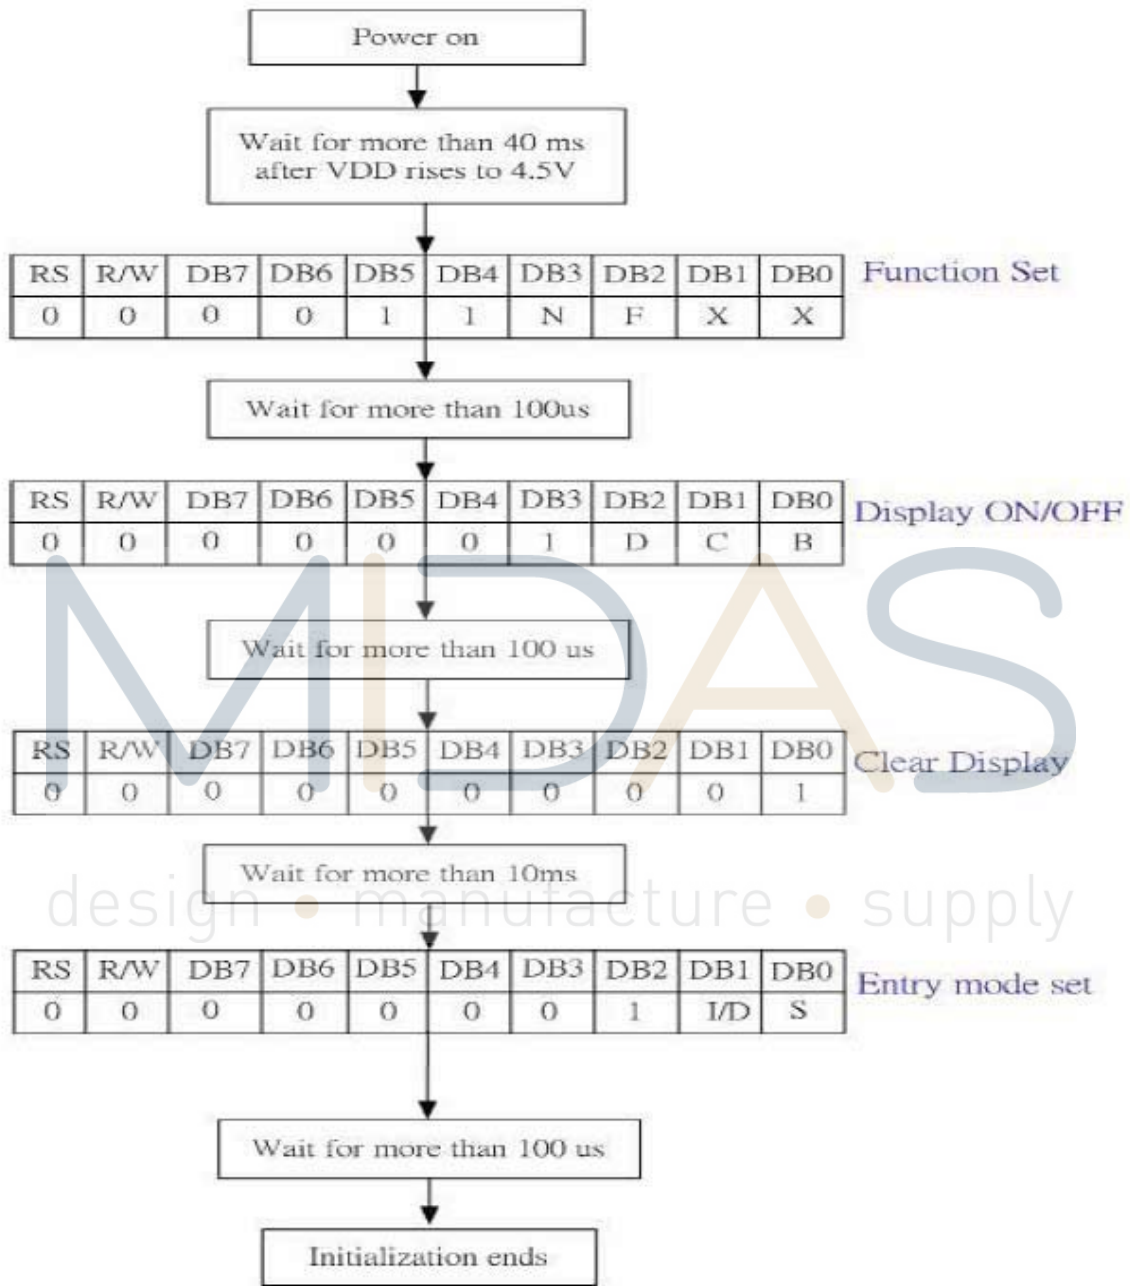 Power on
Wait for more than 40 ms
after VDD rises to 4.5V
RS R/W DB7 DB6 DB5 DB4 DB3 DB2 DB1 DB0 Function Set
0 0 0 0 1 1 N F X X
Wait for more than 100us
RS R/W DB7 DB6 DB5 DB4 DB3 DB2 DB1 DB0 Display ON/OFF
0 0 0 0 0 0 1 D C B
MIDAS
Wait for more than 100 us
RS R/W DB7 DB6 DB5 DB4 DB3 DB2 DB1 DB0 Clear Display
0 0 0 0 0 0 0 0 0 1
Wait for more than 10ms
design • manufacture • supply
RS R/W DB7 DB6 DB5 DB4 DB3 DB2 DB1 DB0 Entry mode set
0 0 0 0 0 0 0 1 I/D S
Wait for more than 100 us
Initialization ends